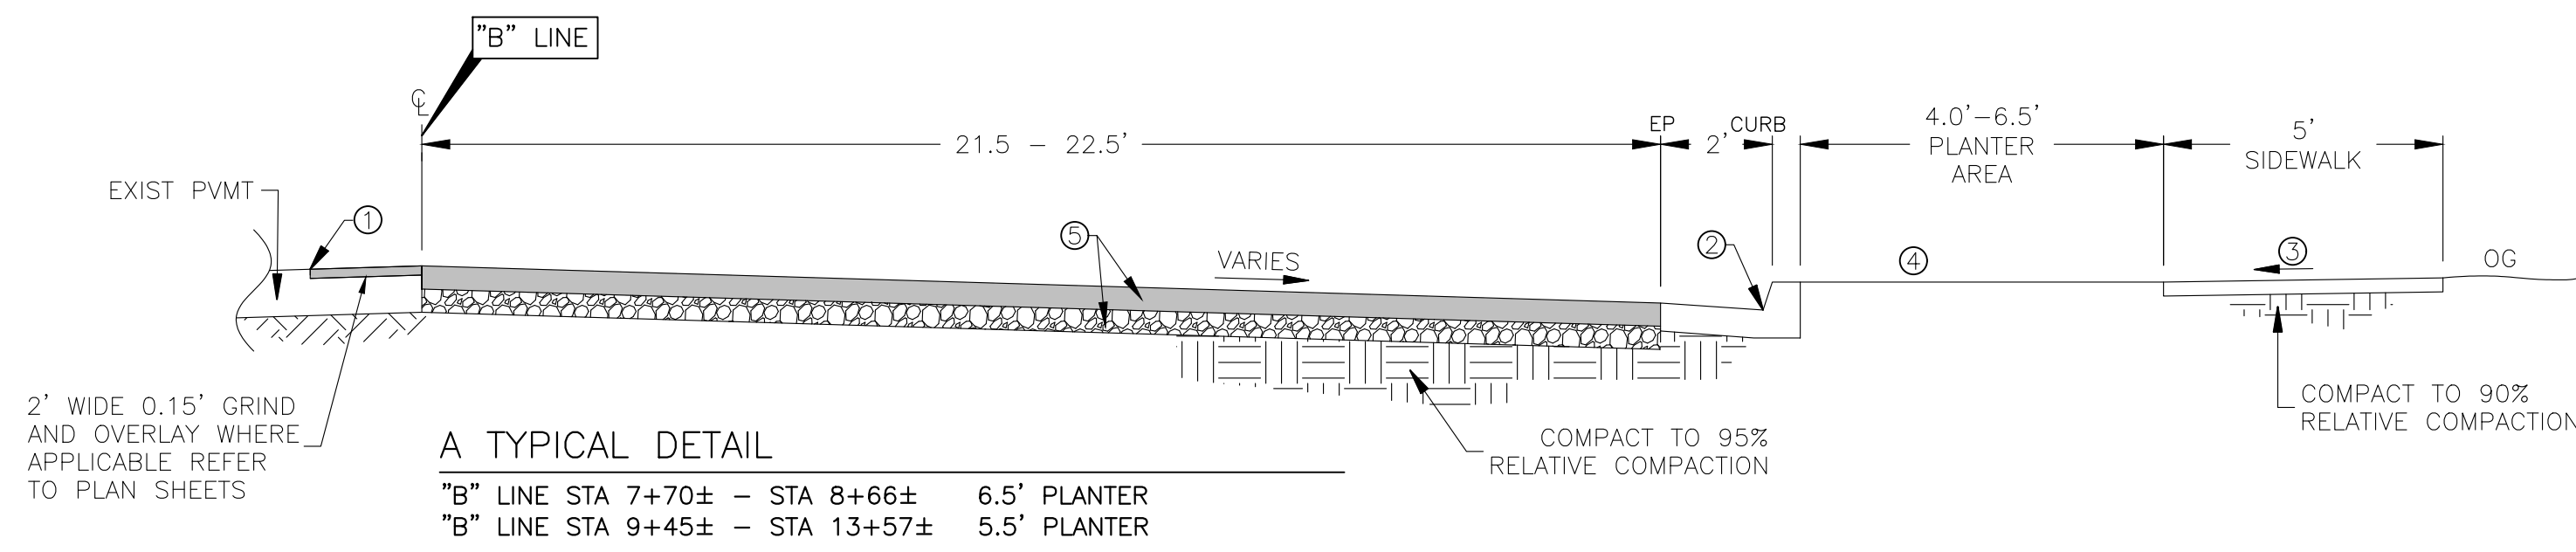 "B" LINE
℄
EP
2'
CURB
21.5 - 22.5'
4.0'-6.5'
PLANTER
AREA
5'
SIDEWALK
EXIST PVMT
1
5
VARIES
2
4
3
OG
2' WIDE 0.15' GRIND
AND OVERLAY WHERE
APPLICABLE REFER
TO PLAN SHEETS
COMPACT TO 95%
RELATIVE COMPACTION
COMPACT TO 90%
RELATIVE COMPACTION
A TYPICAL DETAIL
"B" LINE STA 7+70± - STA 8+66± 6.5' PLANTER
"B" LINE STA 9+45± - STA 13+57± 5.5' PLANTER